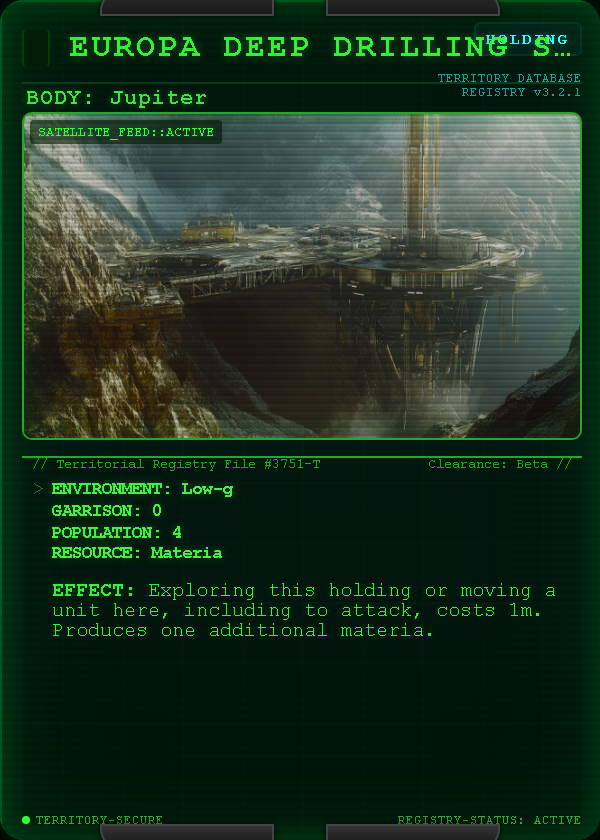 EUROPA DEEP DRILLING S…
HOLDING
TERRITORY DATABASE
REGISTRY v3.2.1
BODY: Jupiter
SATELLITE_FEED::ACTIVE
// Territorial Registry File #3751-T
Clearance: Beta //
> ENVIRONMENT: Low-g
GARRISON: 0
POPULATION: 4
RESOURCE: Materia
EFFECT: Exploring this holding or moving a
unit here, including to attack, costs 1m.
Produces one additional materia.
TERRITORY-SECURE
REGISTRY-STATUS: ACTIVE